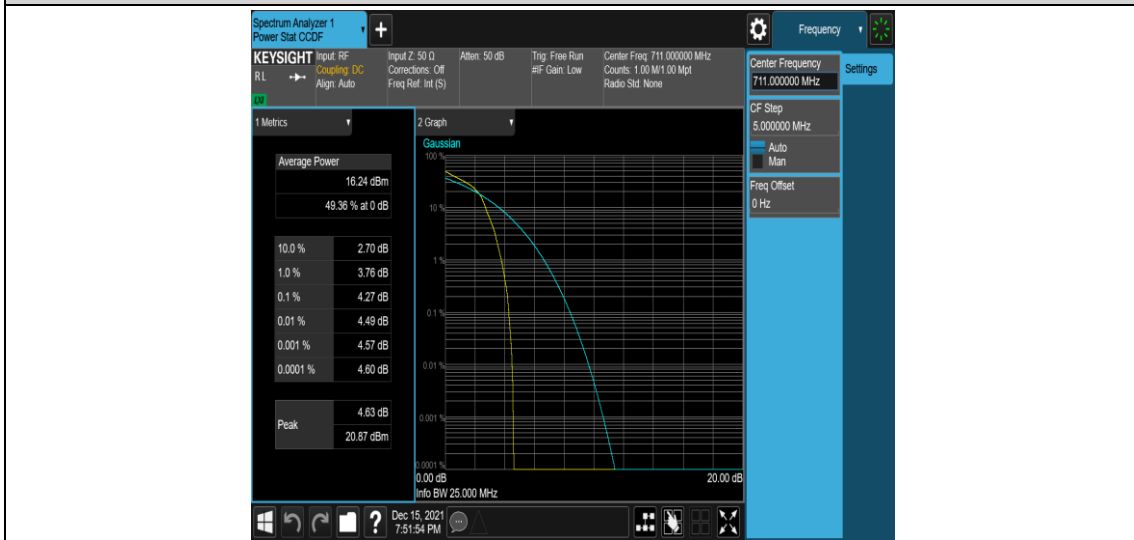 Spectrum Analyzer 1
Power Stat CCDF
+
Frequency
KEYSIGHT
RL
LXI
Input: RF
Coupling: DC
Align: Auto
Input Z: 50 Ω
Corrections: Off
Freq Ref: Int (S)
Atten: 50 dB
Trig: Free Run
#IF Gain: Low
Center Freq: 711.000000 MHz
Counts: 1.00 M/1.00 Mpt
Radio Std: None
Center Frequency
711.000000 MHz
Settings
CF Step
5.000000 MHz
Auto
Man
Freq Offset
0 Hz
1 Metrics
Average Power
16.24 dBm
49.36 % at 0 dB
10.0 % 2.70 dB
1.0 % 3.76 dB
0.1 % 4.27 dB
0.01 % 4.49 dB
0.001 % 4.57 dB
0.0001 % 4.60 dB
Peak
4.63 dB
20.87 dBm
2 Graph
Gaussian
100 %
10 %
1 %
0.1 %
0.01 %
0.001 %
0.0001 %
0.00 dB 20.00 dB
Info BW 25.000 MHz
?
Dec 15, 2021
7:51:54 PM